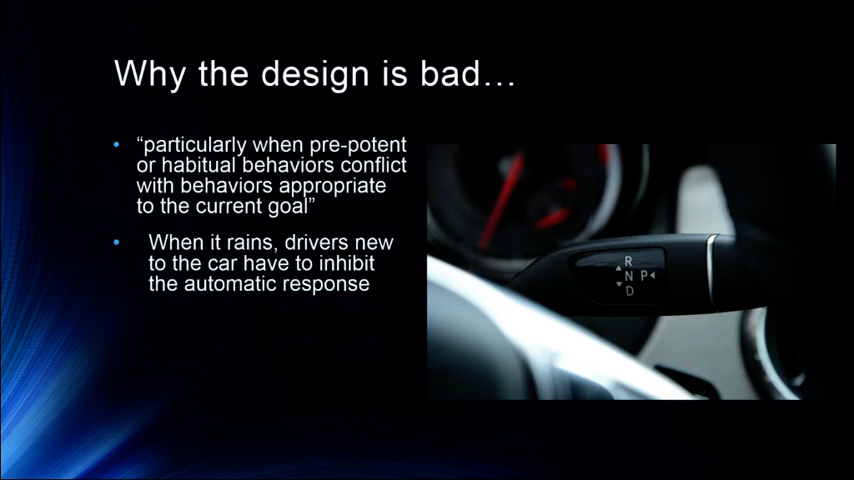 Why the design is bad…
• “particularly when pre-potent
or habitual behaviors conflict
with behaviors appropriate
to the current goal”
• When it rains, drivers new
to the car have to inhibit
the automatic response
R
N P
D